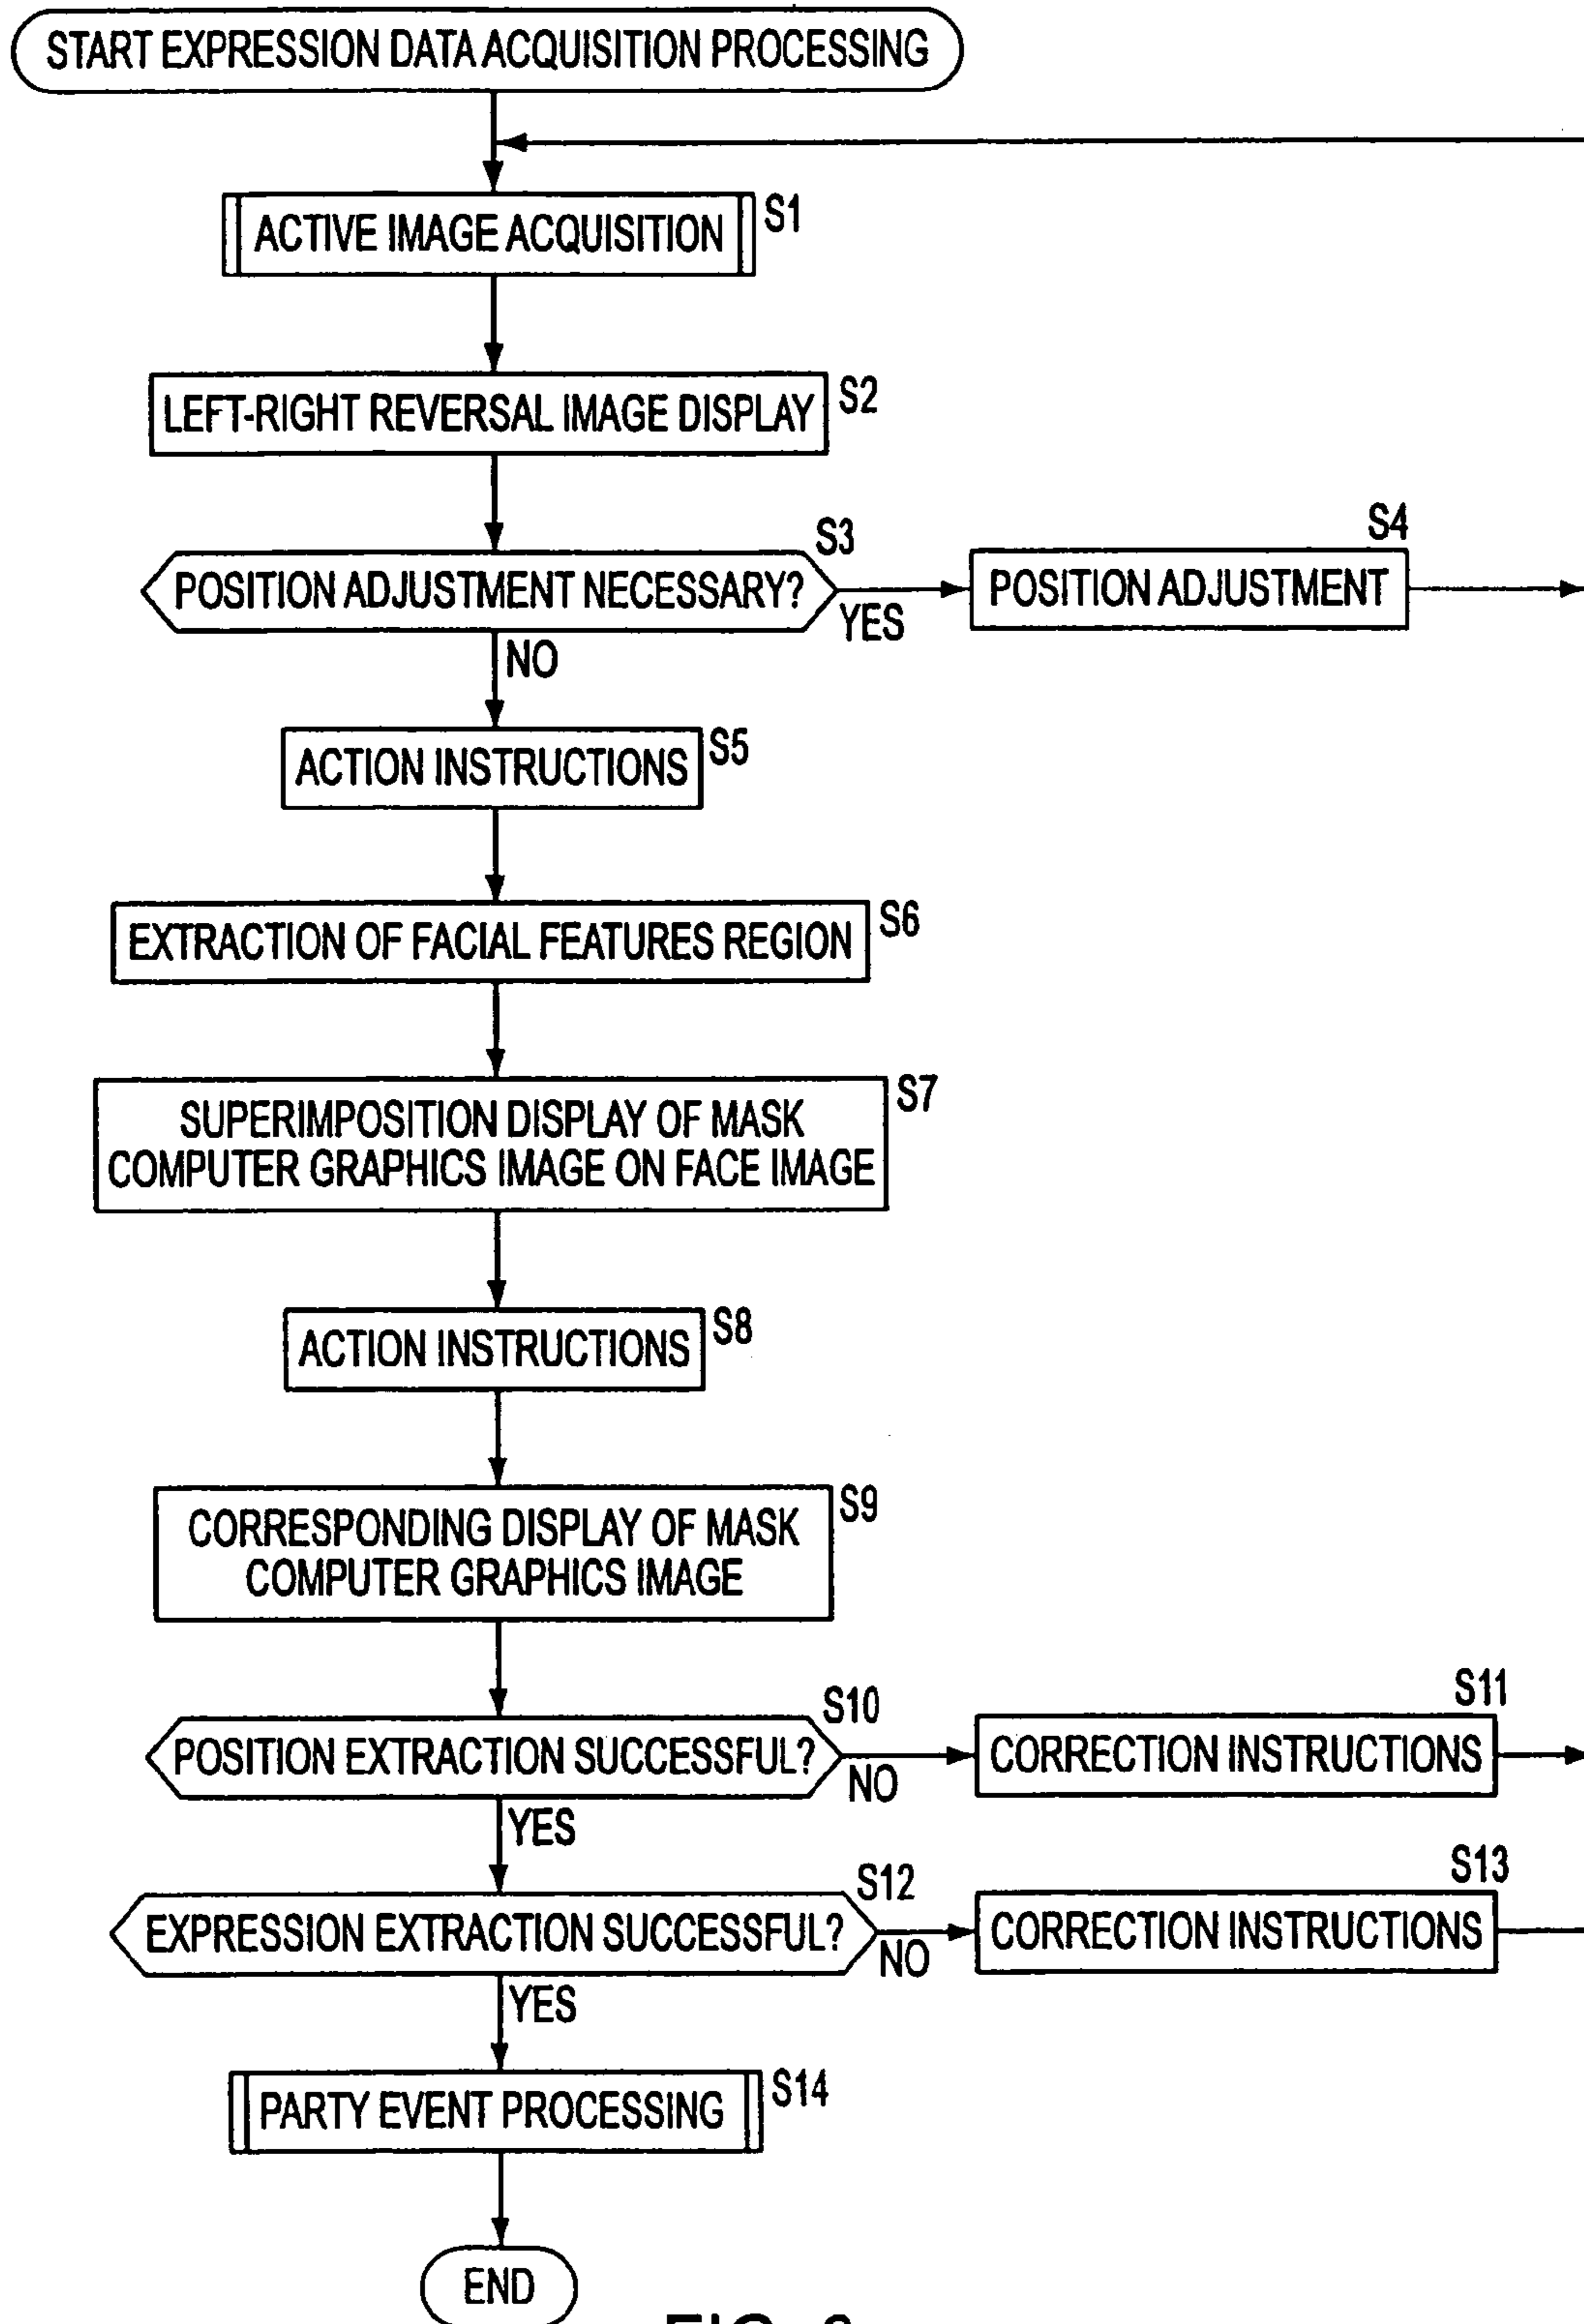 START EXPRESSION DATA ACQUISITION PROCESSING
ACTIVE IMAGE ACQUISITION
S1
LEFT-RIGHT REVERSAL IMAGE DISPLAY
S2
POSITION ADJUSTMENT NECESSARY?
S3
YES
NO
POSITION ADJUSTMENT
S4
ACTION INSTRUCTIONS
S5
EXTRACTION OF FACIAL FEATURES REGION
S6
SUPERIMPOSITION DISPLAY OF MASK
COMPUTER GRAPHICS IMAGE ON FACE IMAGE
S7
ACTION INSTRUCTIONS
S8
CORRESPONDING DISPLAY OF MASK
COMPUTER GRAPHICS IMAGE
S9
POSITION EXTRACTION SUCCESSFUL?
S10
NO
YES
CORRECTION INSTRUCTIONS
S11
EXPRESSION EXTRACTION SUCCESSFUL?
S12
NO
YES
CORRECTION INSTRUCTIONS
S13
PARTY EVENT PROCESSING
S14
END